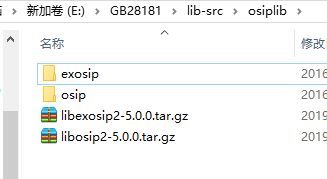 新加卷 (E:) > GB28181 > lib-src > osiplib
名称 修改
exosip 2016
osip 2016
libexosip2-5.0.0.tar.gz 2019
libosip2-5.0.0.tar.gz 2019